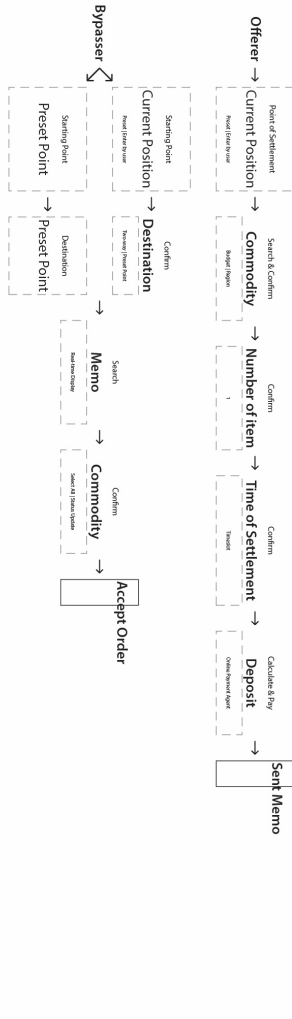 Offerer
Point of Settlement
Current Position
Preset | Enter by user
Search & Confirm
Commodity
Budget | Region
Confirm
Number of item
1
Confirm
Time of Settlement
Timeslot
Calculate & Pay
Deposit
Online Payment Agent
Sent Memo
Bypasser
Starting Point
Current Position
Preset | Enter by user
Confirm
Destination
Two-way | Preset Point
Starting Point
Preset Point
Destination
Preset Point
Search
Memo
Real-time Display
Confirm
Commodity
Select All | Status Update
Accept Order